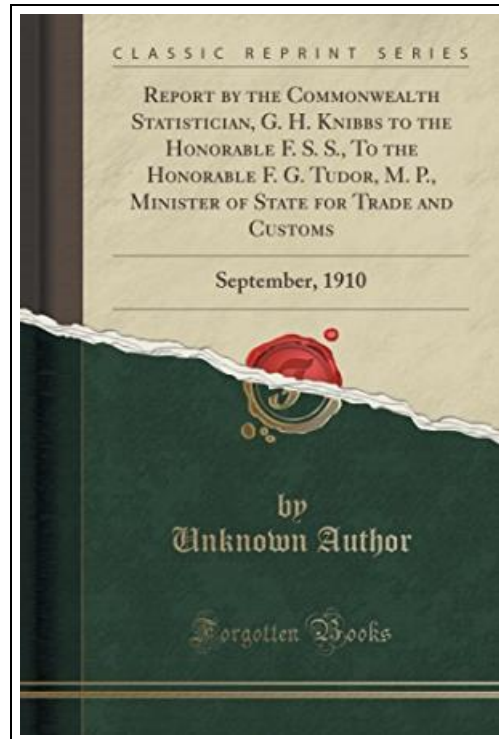 CLASSIC REPRINT SERIES
REPORT BY THE COMMONWEALTH
STATISTICIAN, G. H. KNIBBS TO THE
HONORABLE F. S. S., TO THE
HONORABLE F. G. TUDOR, M. P.,
MINISTER OF STATE FOR TRADE AND
CUSTOMS
September, 1910
by
Unknown Author
Forgotten Books